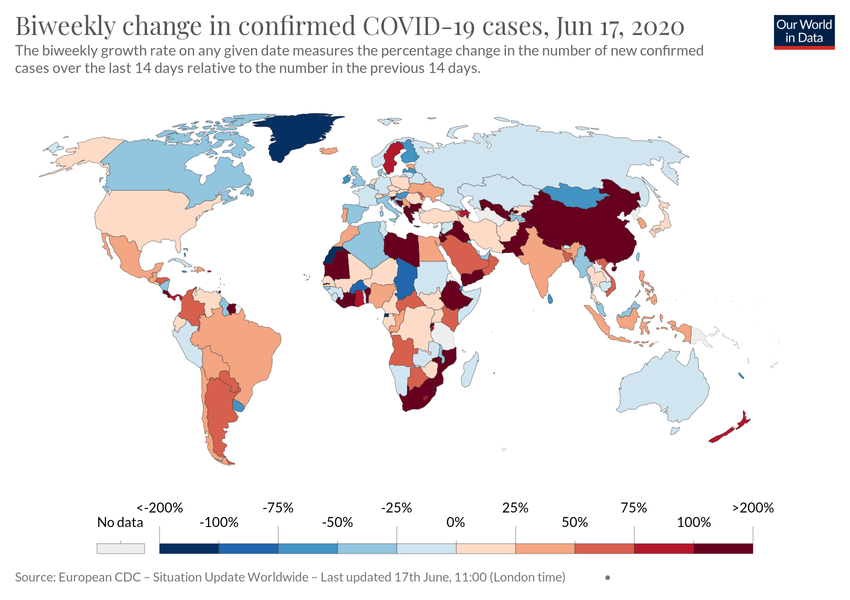 Biweekly change in confirmed COVID-19 cases, Jun 17, 2020
Our World
in Data
The biweekly growth rate on any given date measures the percentage change in the number of new confirmed
cases over the last 14 days relative to the number in the previous 14 days.
<-200% -75% -25% 25% 75% >200%
No data -100% -50% 0% 50% 100%
Source: European CDC – Situation Update Worldwide – Last updated 17th June, 11:00 (London time) •